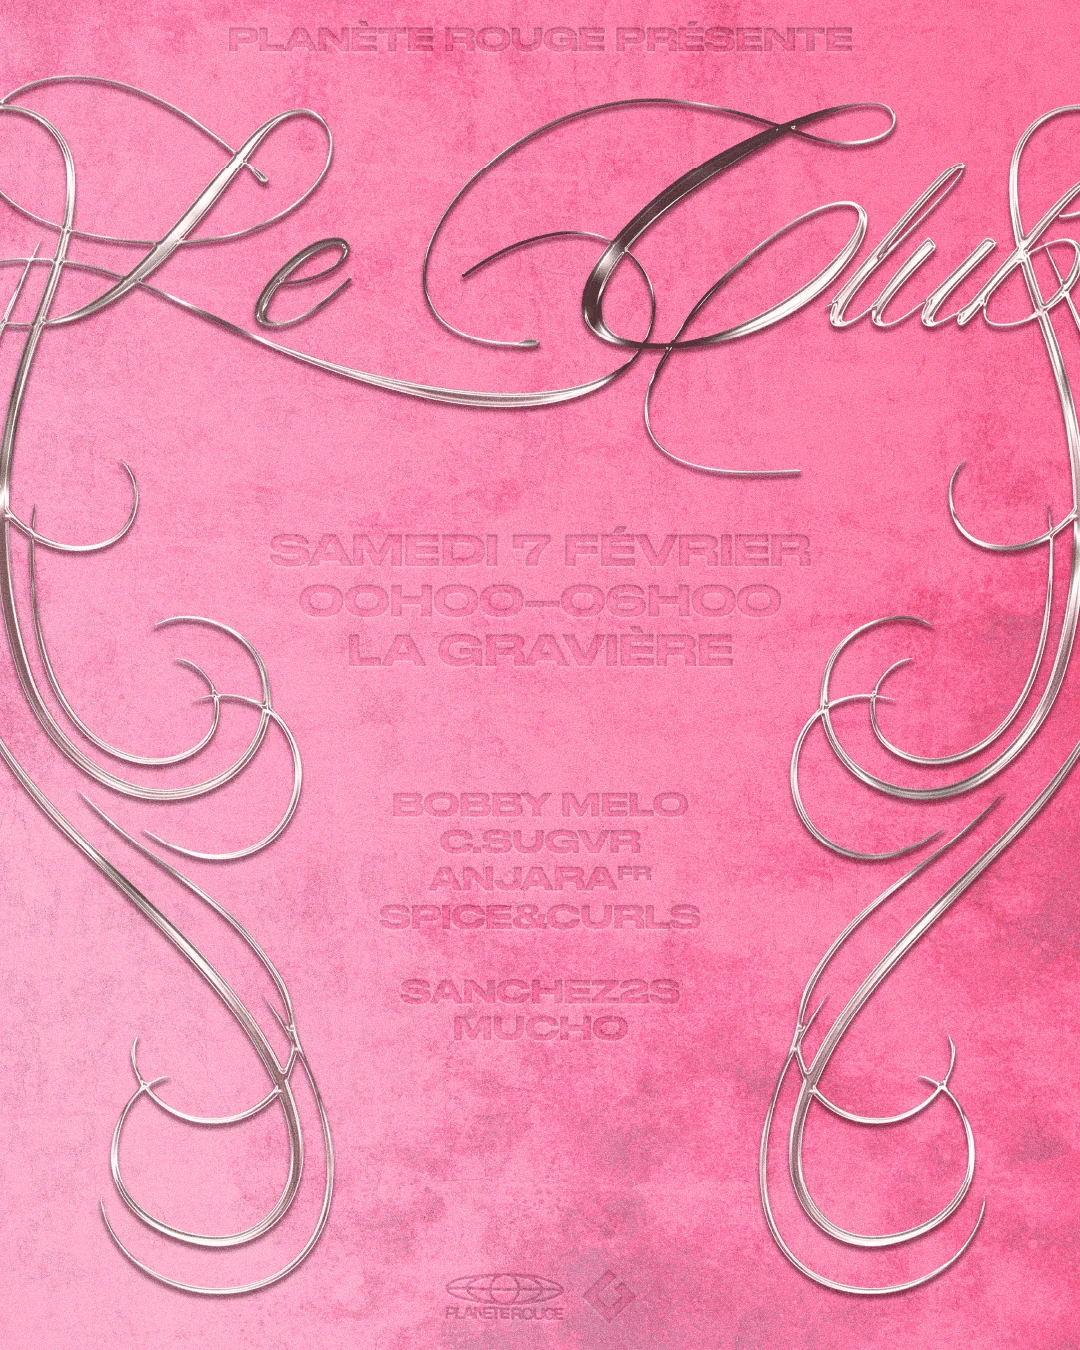 PLANÈTE ROUGE PRÉSENTE
Le Club
SAMEDI 7 FÉVRIER
00H00–06H00
LA GRAVIÈRE
BOBBY MELO
C.SUGVR
ANJARA FR
SPICE&CURLS
SANCHEZ2S
MUCHO
PLANETE ROUGE